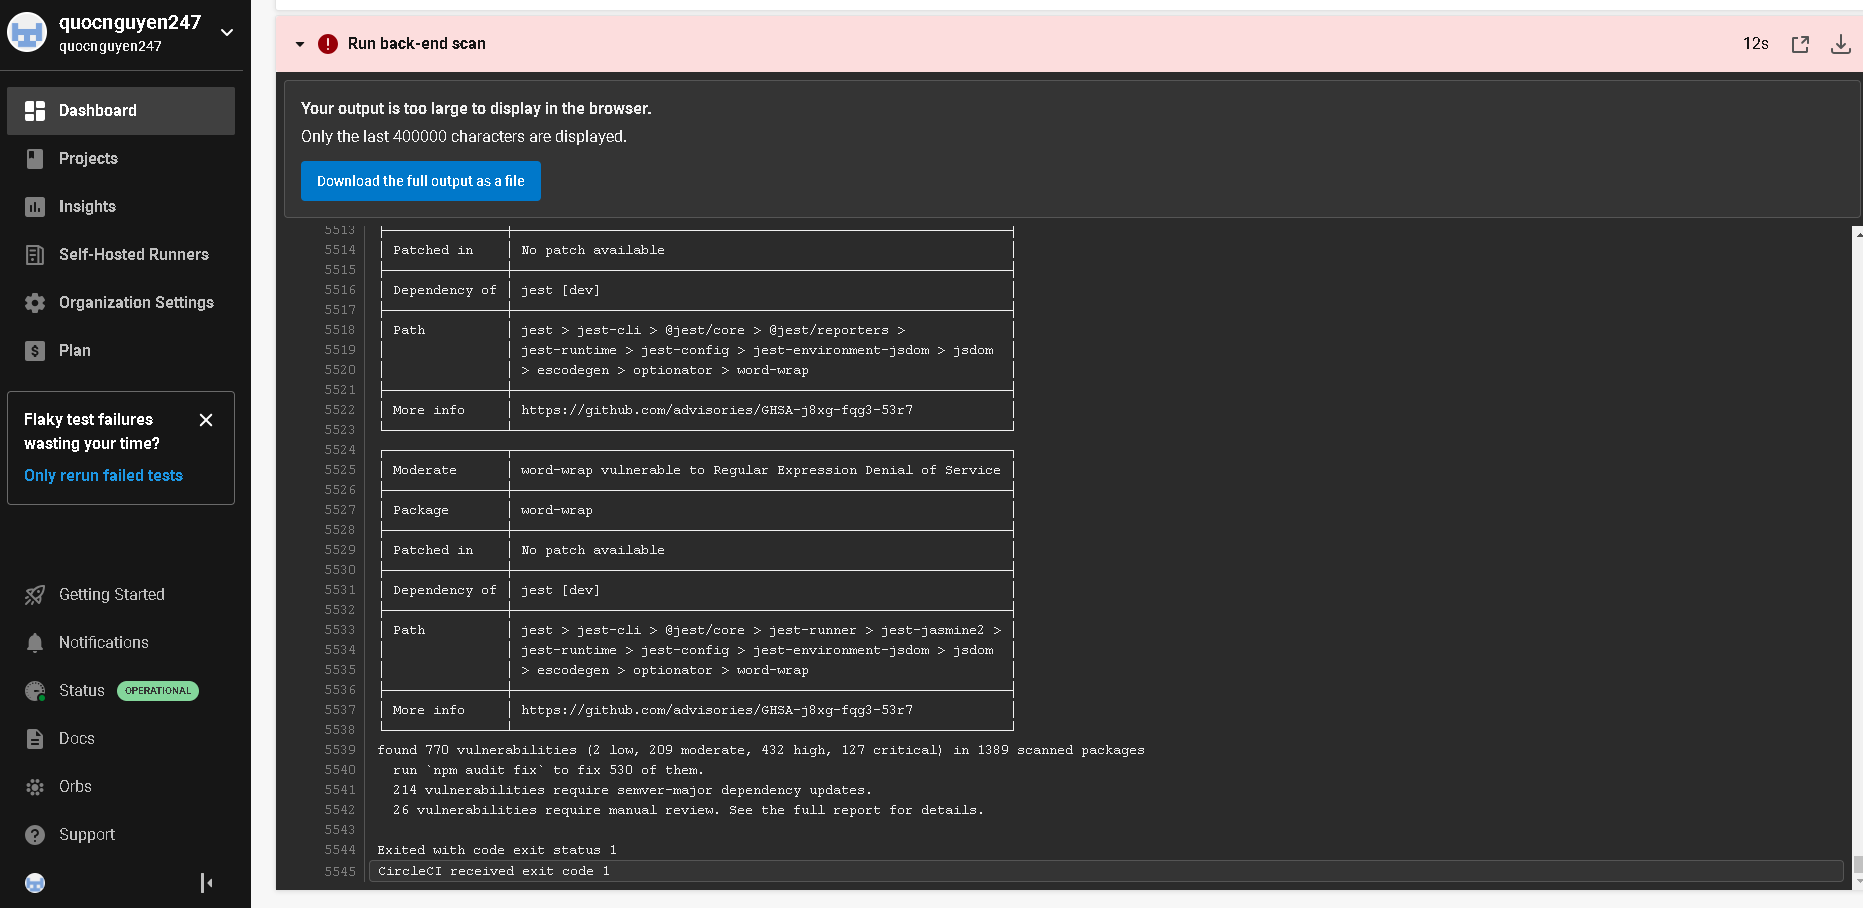 quocnguyen247
quocnguyen247
Dashboard
Projects
Insights
Self-Hosted Runners
Organization Settings
Plan
Flaky test failures
wasting your time?
Only rerun failed tests
Getting Started
Notifications
Status OPERATIONAL
Docs
Orbs
Support
Run back-end scan 12s
Your output is too large to display in the browser.
Only the last 400000 characters are displayed.
Download the full output as a file
5513
5514 Patched in No patch available
5515
5516 Dependency of jest [dev]
5517
5518 Path jest > jest-cli > @jest/core > @jest/reporters >
5519 jest-runtime > jest-config > jest-environment-jsdom > jsdom
5520 > escodegen > optionator > word-wrap
5521
5522 More info https://github.com/advisories/GHSA-j8xg-fqg3-53r7
5523
5524
5525 Moderate word-wrap vulnerable to Regular Expression Denial of Service
5526
5527 Package word-wrap
5528
5529 Patched in No patch available
5530
5531 Dependency of jest [dev]
5532
5533 Path jest > jest-cli > @jest/core > jest-runner > jest-jasmine2 >
5534 jest-runtime > jest-config > jest-environment-jsdom > jsdom
5535 > escodegen > optionator > word-wrap
5536
5537 More info https://github.com/advisories/GHSA-j8xg-fqg3-53r7
5538
5539 found 770 vulnerabilities (2 low, 209 moderate, 432 high, 127 critical) in 1389 scanned packages
5540 run `npm audit fix` to fix 530 of them.
5541 214 vulnerabilities require semver-major dependency updates.
5542 26 vulnerabilities require manual review. See the full report for details.
5543
5544 Exited with code exit status 1
5545 CircleCI received exit code 1